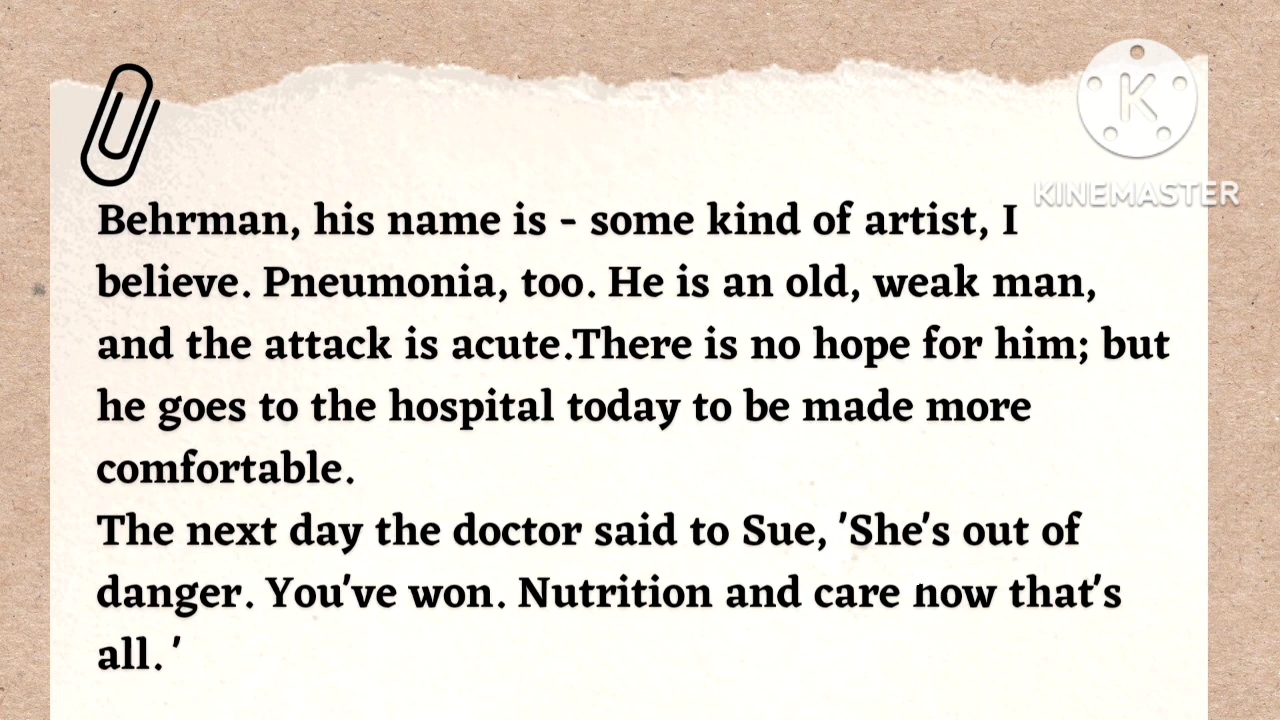 K
KINEMASTER
Behrman, his name is - some kind of artist, I
believe. Pneumonia, too. He is an old, weak man,
and the attack is acute.There is no hope for him; but
he goes to the hospital today to be made more
comfortable.
The next day the doctor said to Sue, 'She's out of
danger. You've won. Nutrition and care now that's
all. '